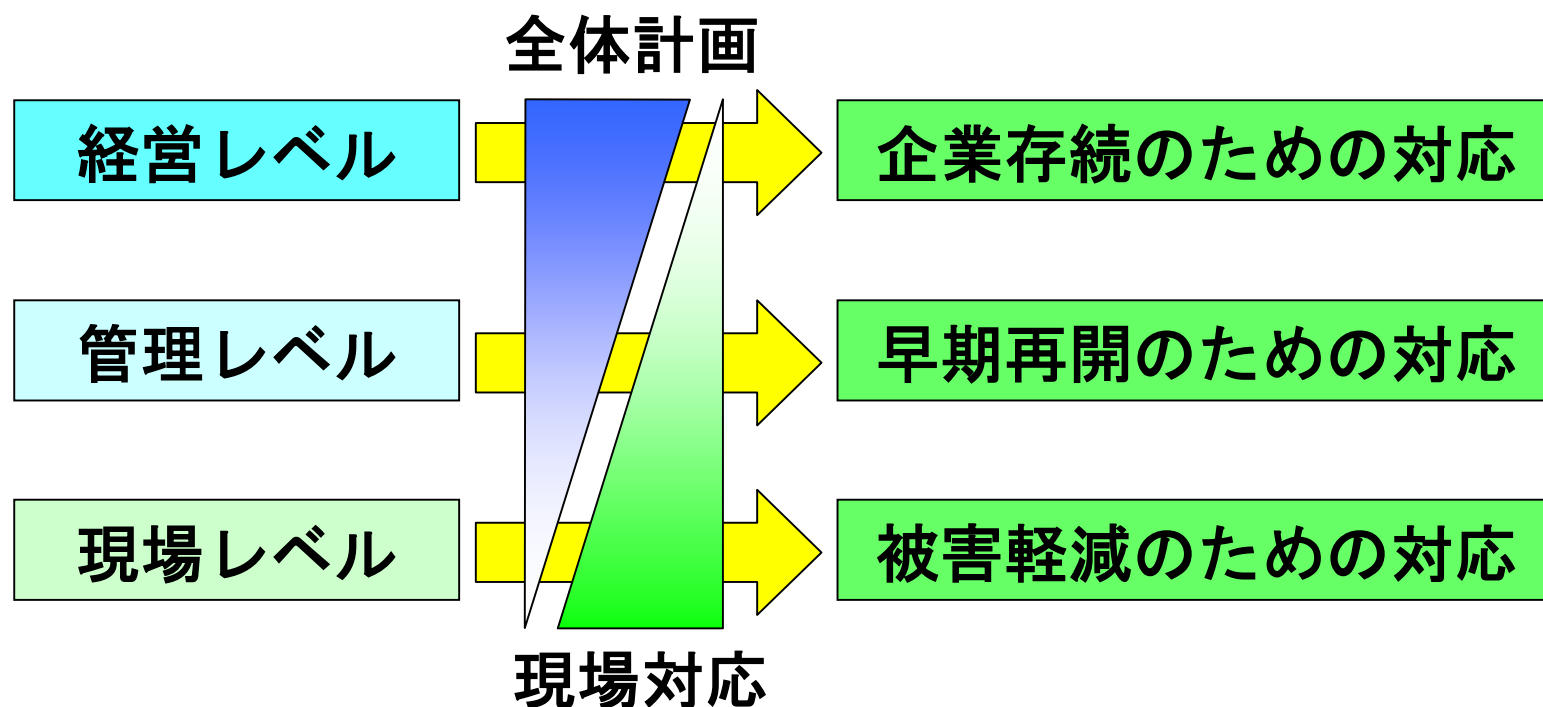 全体計画
経営レベル
企業存続のための対応
管理レベル
早期再開のための対応
現場レベル
被害軽減のための対応
現場対応